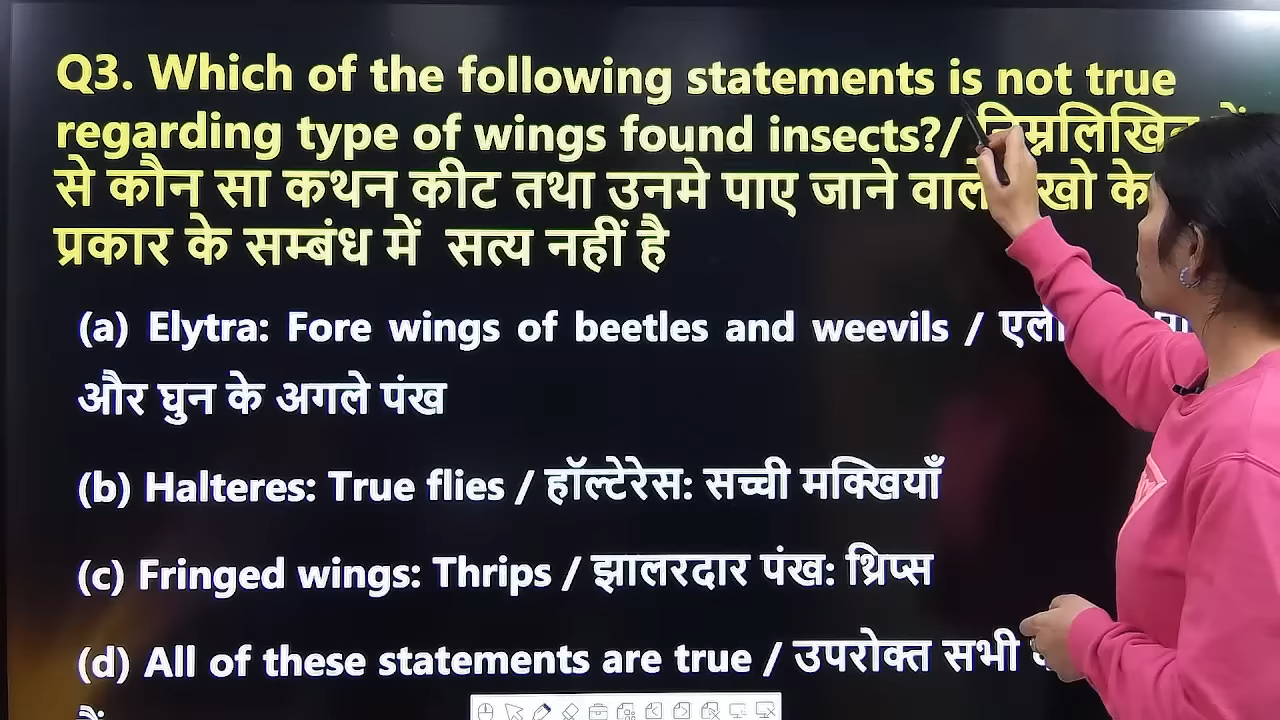 Q3. Which of the following statements is not true
regarding type of wings found insects?/
से कौन सा कथन कीट तथा उनमे पाए जाने के
प्रकार के सम्बंध में सत्य नहीं है
(a) Elytra: Fore wings of beetles and weevils /
और घुन के अगले पंख
(b) Halteres: True flies / हॉल्टेरेस: सच्ची मक्खियाँ
(c) Fringed wings: Thrips / झालरदार पंख: थ्रिप्स
(d) All of these statements are true / उपरोक्त सभी